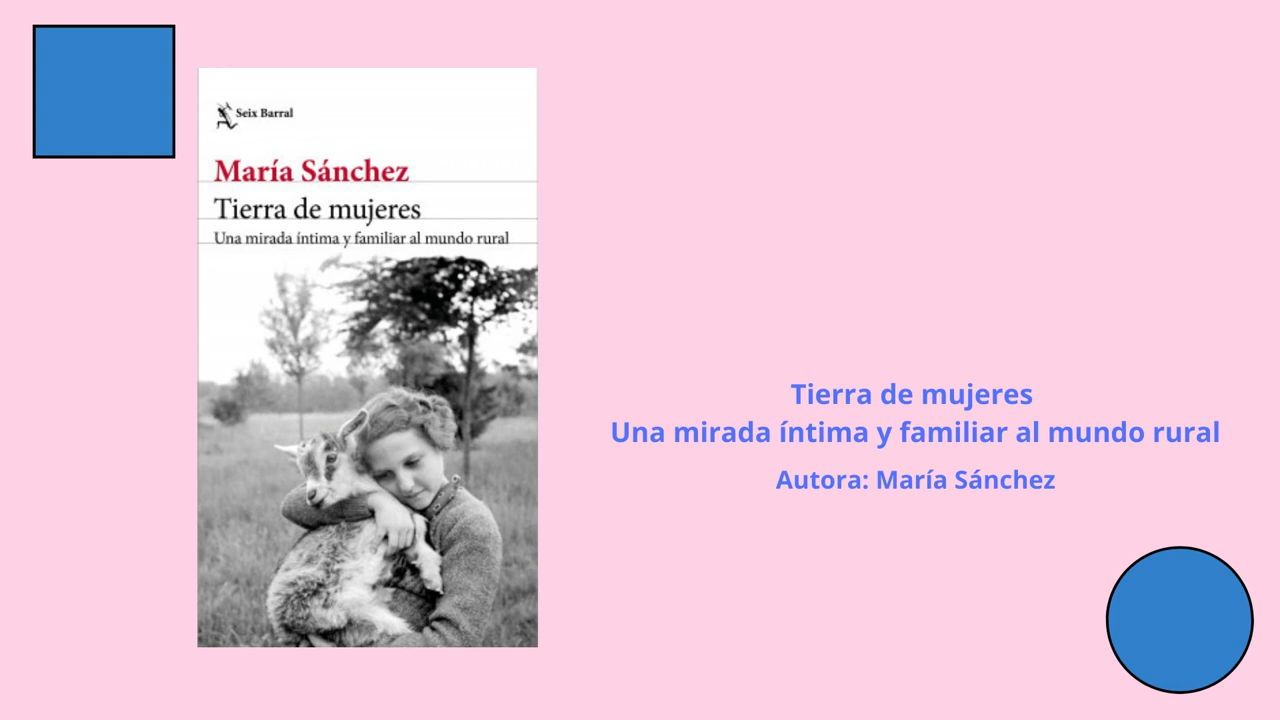 Seix Barral
María Sánchez
Tierra de mujeres
Una mirada íntima y familiar al mundo rural
Tierra de mujeres
Una mirada íntima y familiar al mundo rural
Autora: María Sánchez